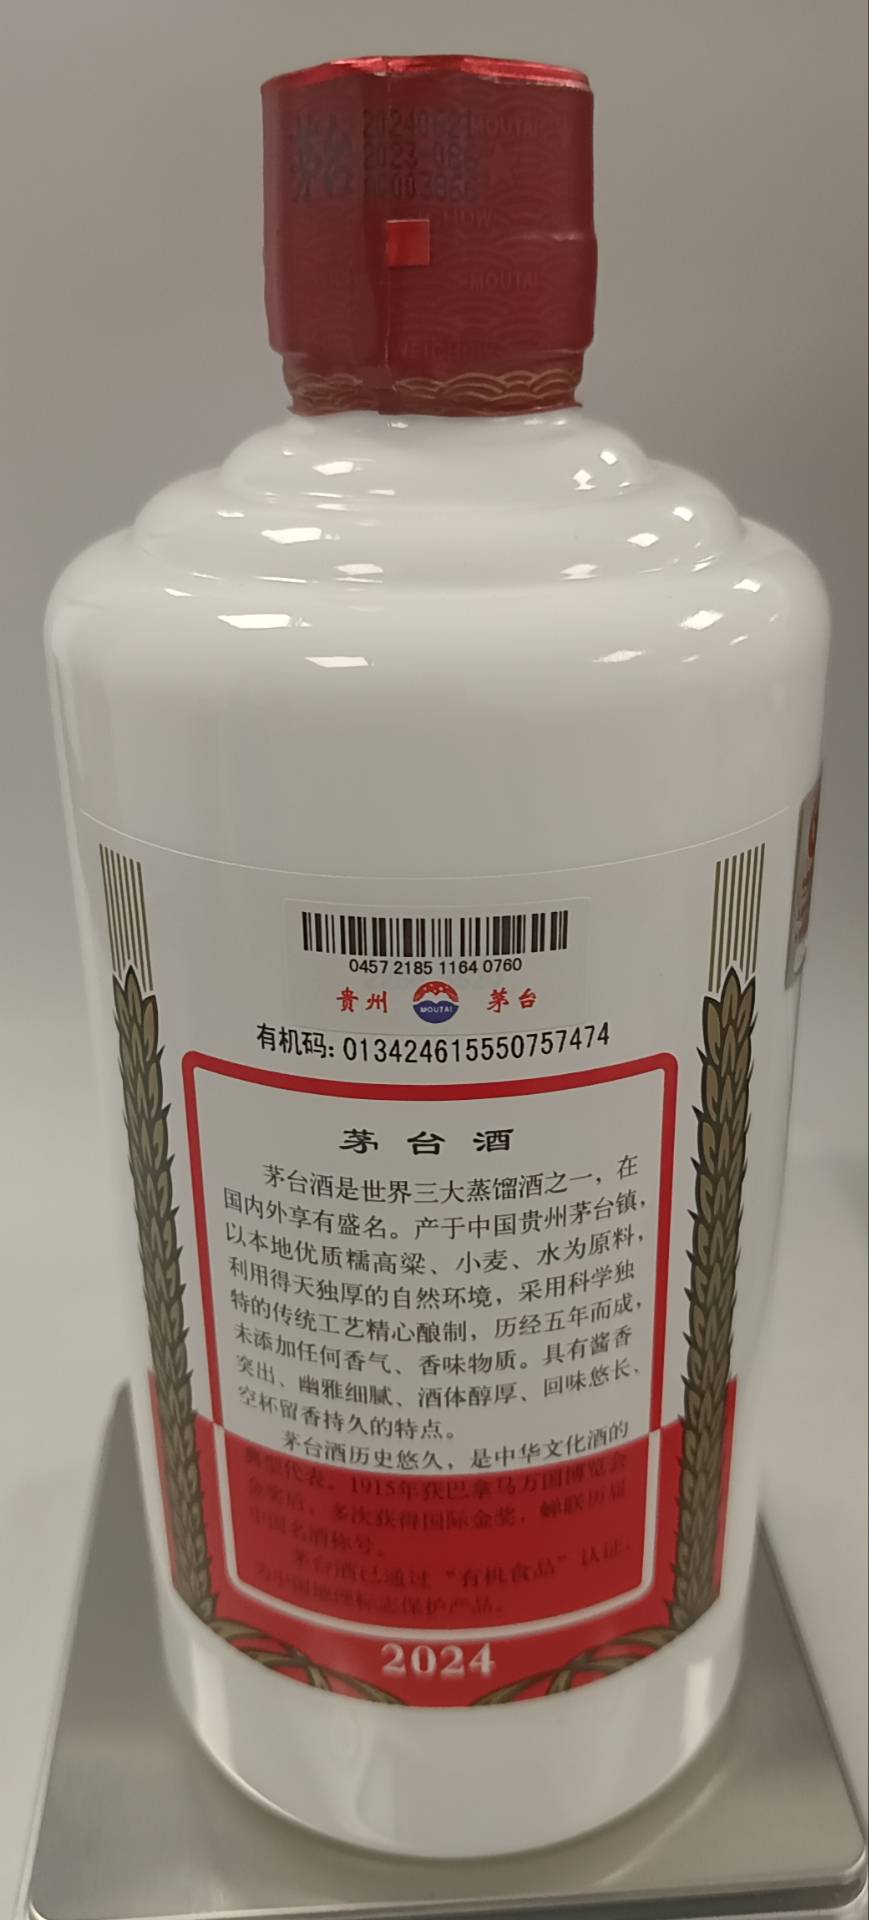 茅台
MOUTAI
MOUTAI
0457 2185 1164 0760
贵州 MOUTAI 茅台
有机码:013424615550757474
茅台酒
茅台酒是世界三大蒸馏酒之一，在
国内外享有盛名。产于中国贵州茅台镇，
以本地优质糯高粱、小麦、水为原料，
利用得天独厚的自然环境，采用科学独
特的传统工艺精心酿制，历经五年而成，
未添加任何香气、香味物质。具有酱香
突出、幽雅细腻、酒体醇厚、回味悠长、
空杯留香持久的特点。
茅台酒历史悠久，是中华文化酒的
典型代表。1915年获巴拿马万国博览会
金奖后，多次获得国际金奖，蝉联历届
中国名酒称号。
茅台酒已通过“有机食品”认证，
为中国地理标志保护产品。
2024